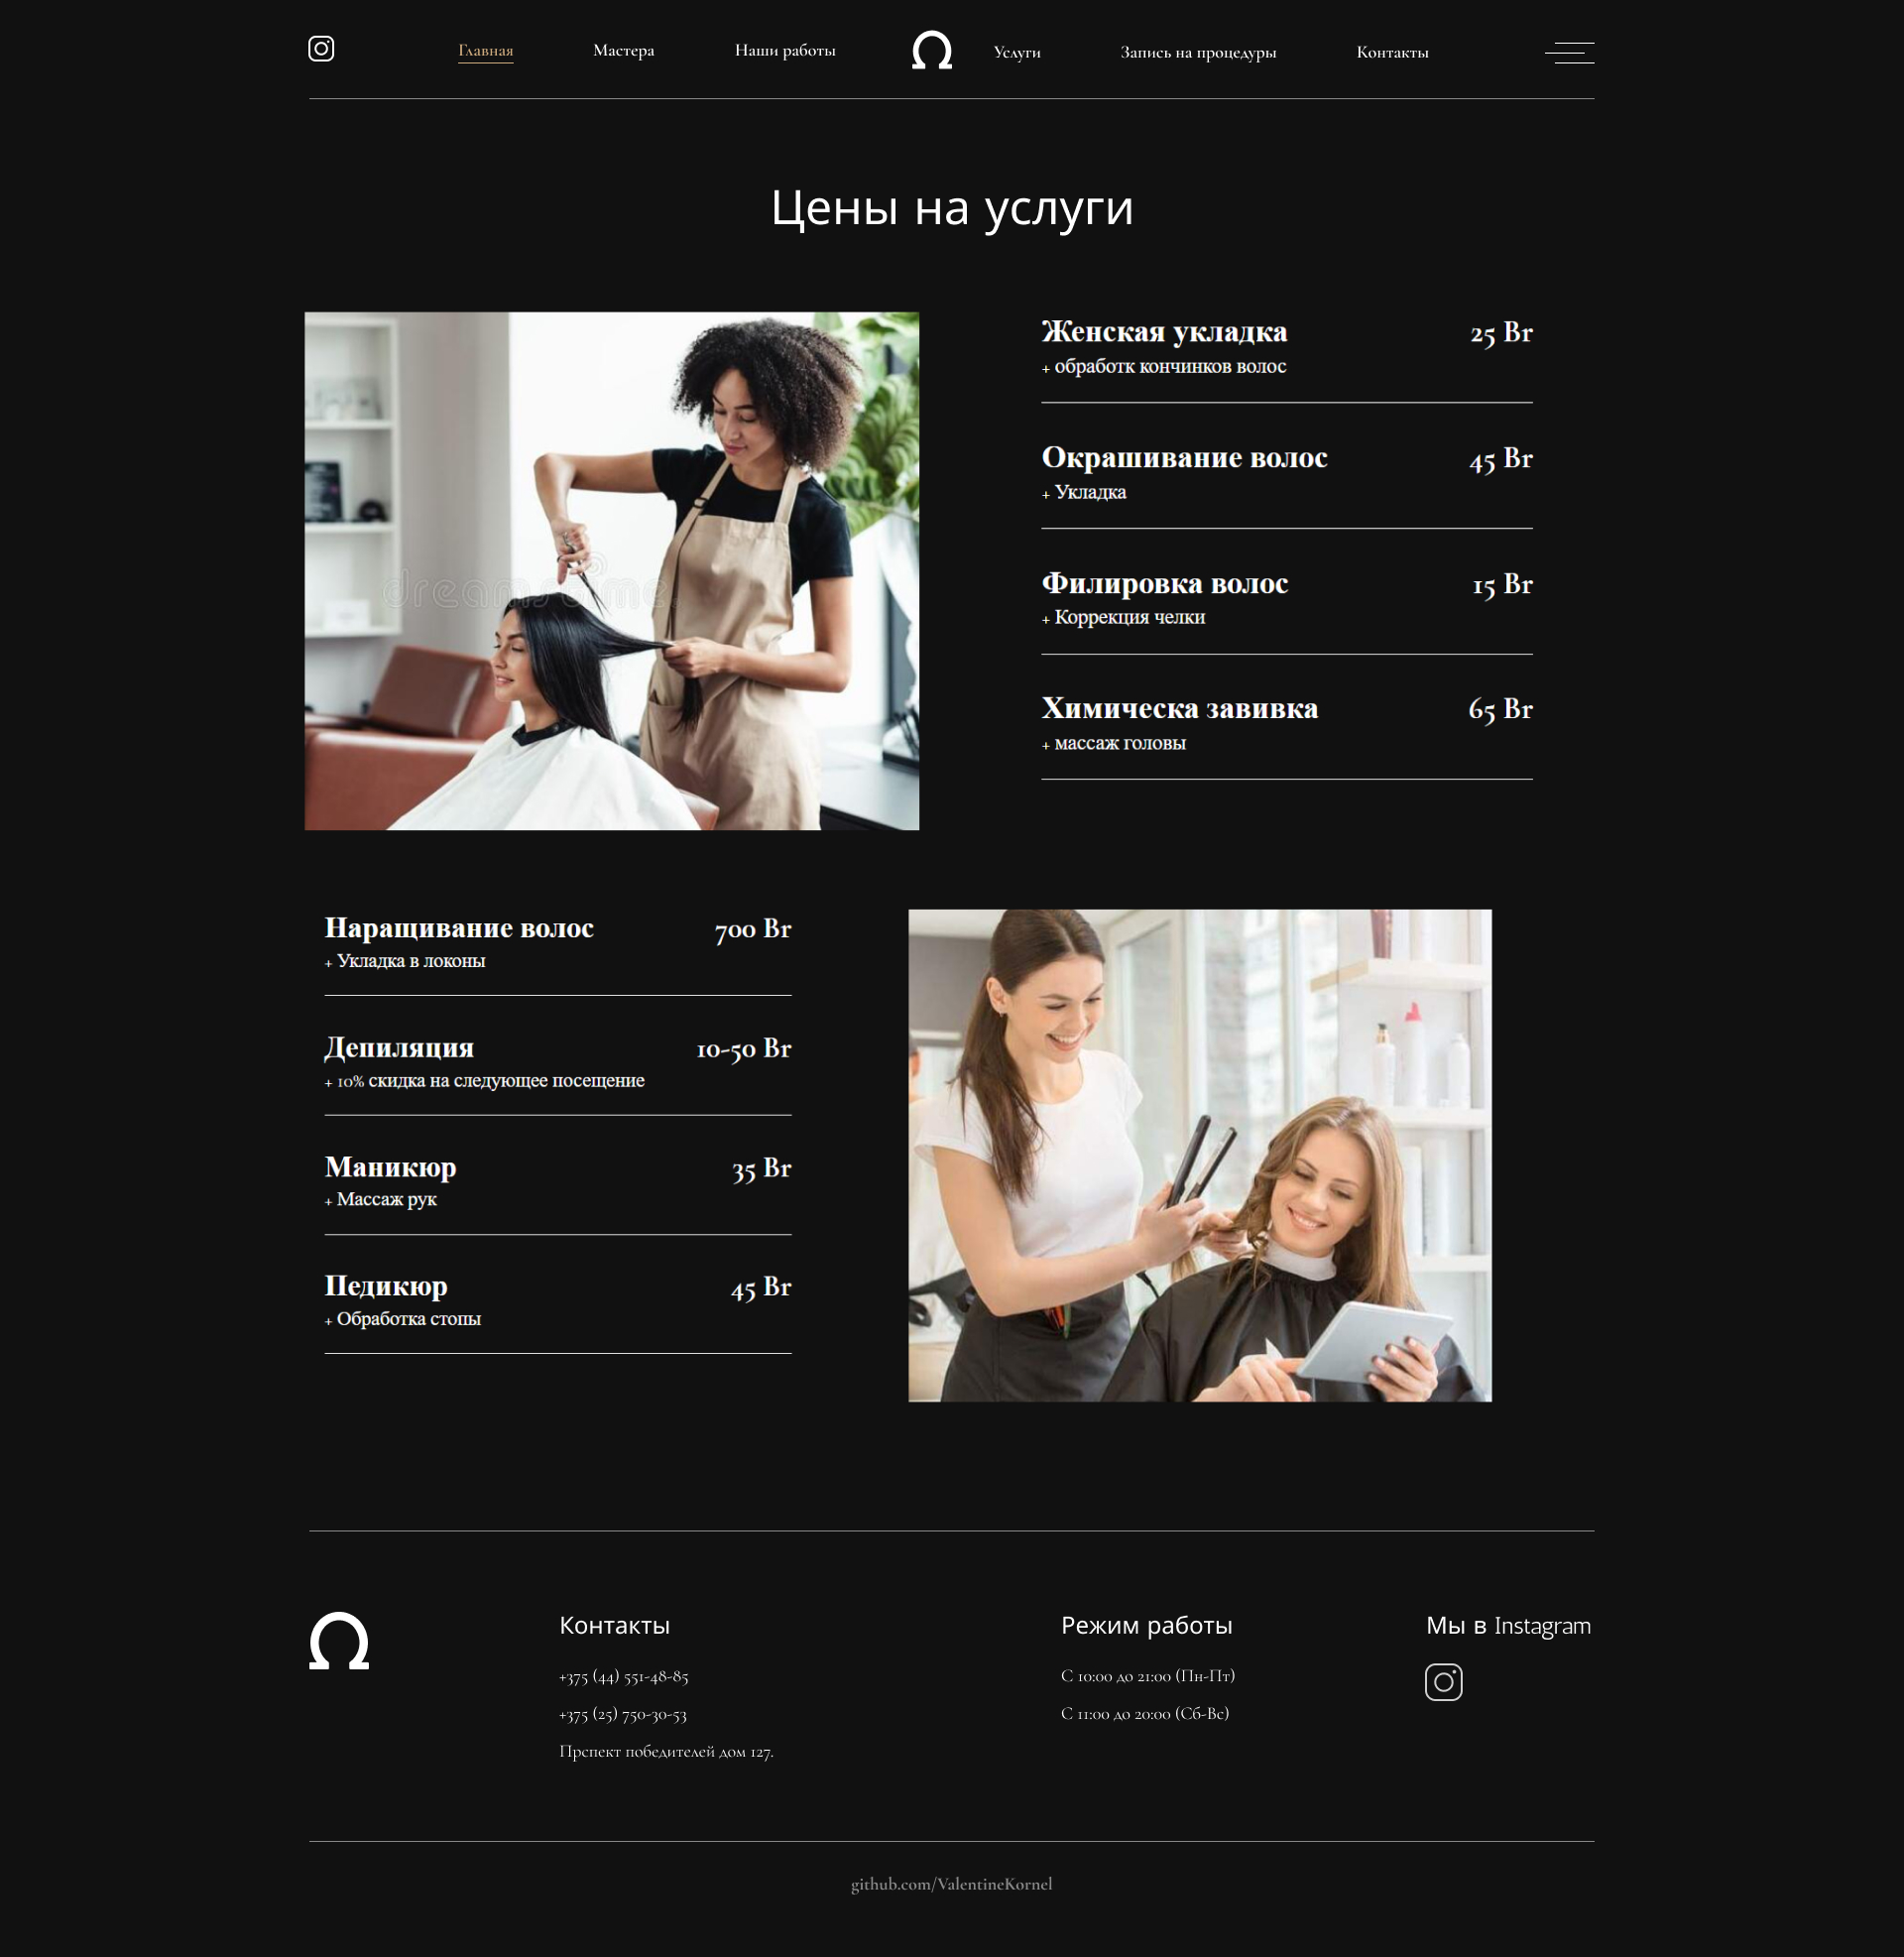 Главная Мастера Наши работы Ω Услуги Запись на процедуры Контакты
Цены на услуги
dreamstime
Женская укладка 25 Br
+ обработк кончинков волос
Окрашивание волос 45 Br
+ Укладка
Филировка волос 15 Br
+ Коррекция челки
Химическа завивка 65 Br
+ массаж головы
Наращивание волос 700 Br
+ Укладка в локоны
Депиляция 10-50 Br
+ 10% скидка на следующее посещение
Маникюр 35 Br
+ Массаж рук
Педикюр 45 Br
+ Обработка стопы
Ω
Контакты
+375 (44) 551-48-85
+375 (25) 750-30-53
Прспект победителей дом 127.
Режим работы
С 10:00 до 21:00 (Пн-Пт)
С 11:00 до 20:00 (Сб-Вс)
Мы в Instagram
github.com/ValentineKornel